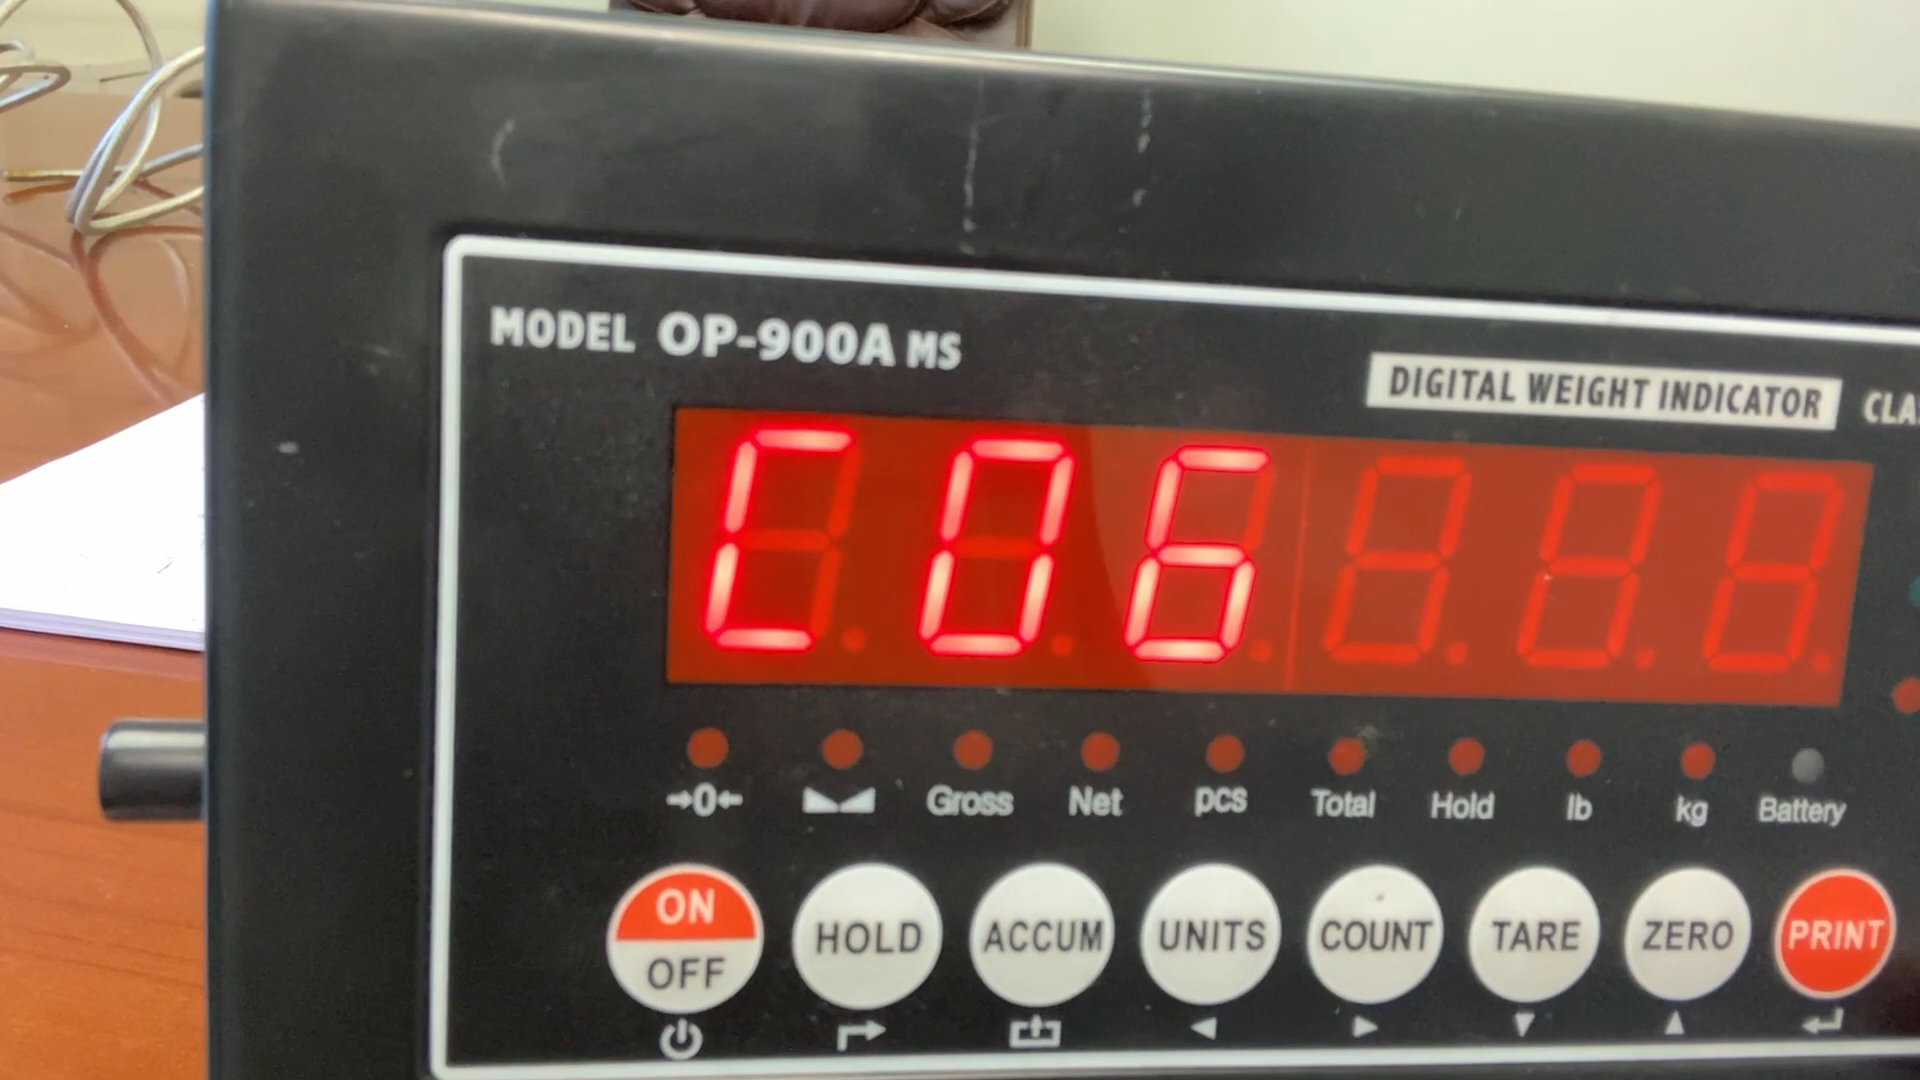 MODEL OP-900A MS
DIGITAL WEIGHT INDICATOR
C06
→0← Gross Net pcs Total Hold lb kg Battery
ON OFF HOLD ACCUM UNITS COUNT TARE ZERO PRINT